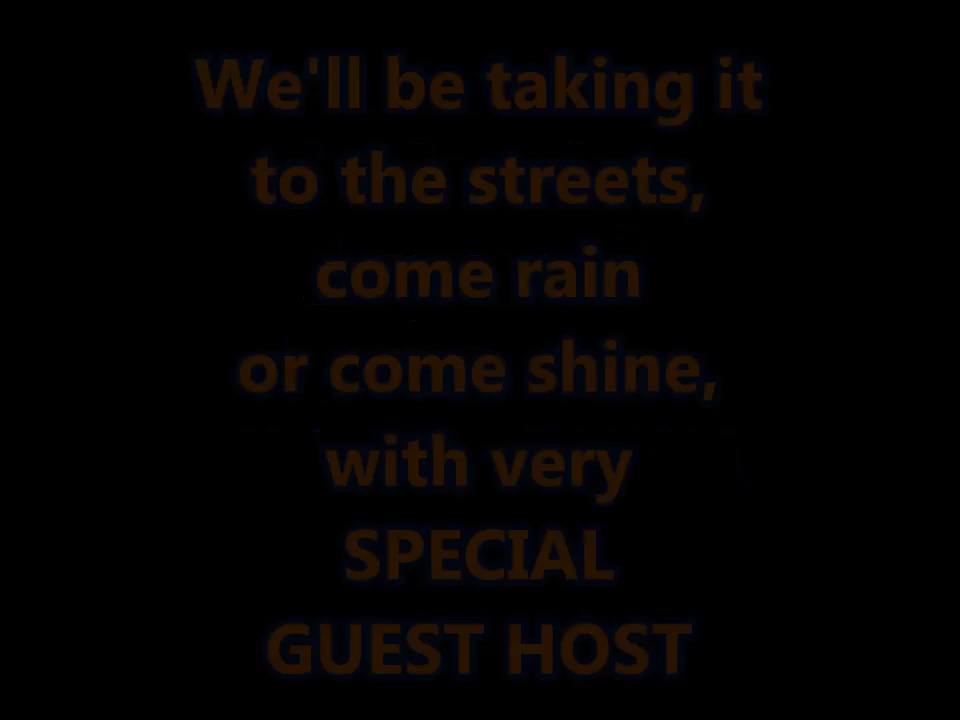 We'll be taking it
to the streets,
come rain
or come shine,
with very
SPECIAL
GUEST HOST